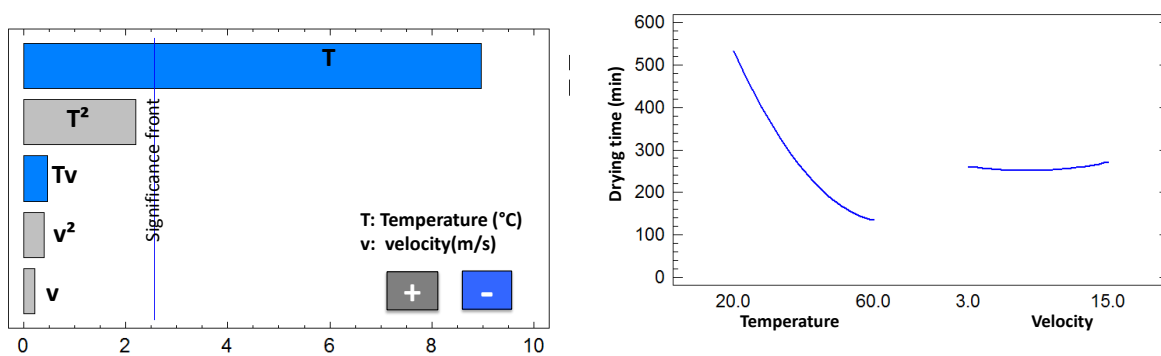 T
T²
Tv
v²
v
Significance front
T: Temperature (°C)
v: velocity(m/s)
+
-
0
2
4
6
8
10
Drying time (min)
600
500
400
300
200
100
0
20.0
60.0
3.0
15.0
Temperature
Velocity